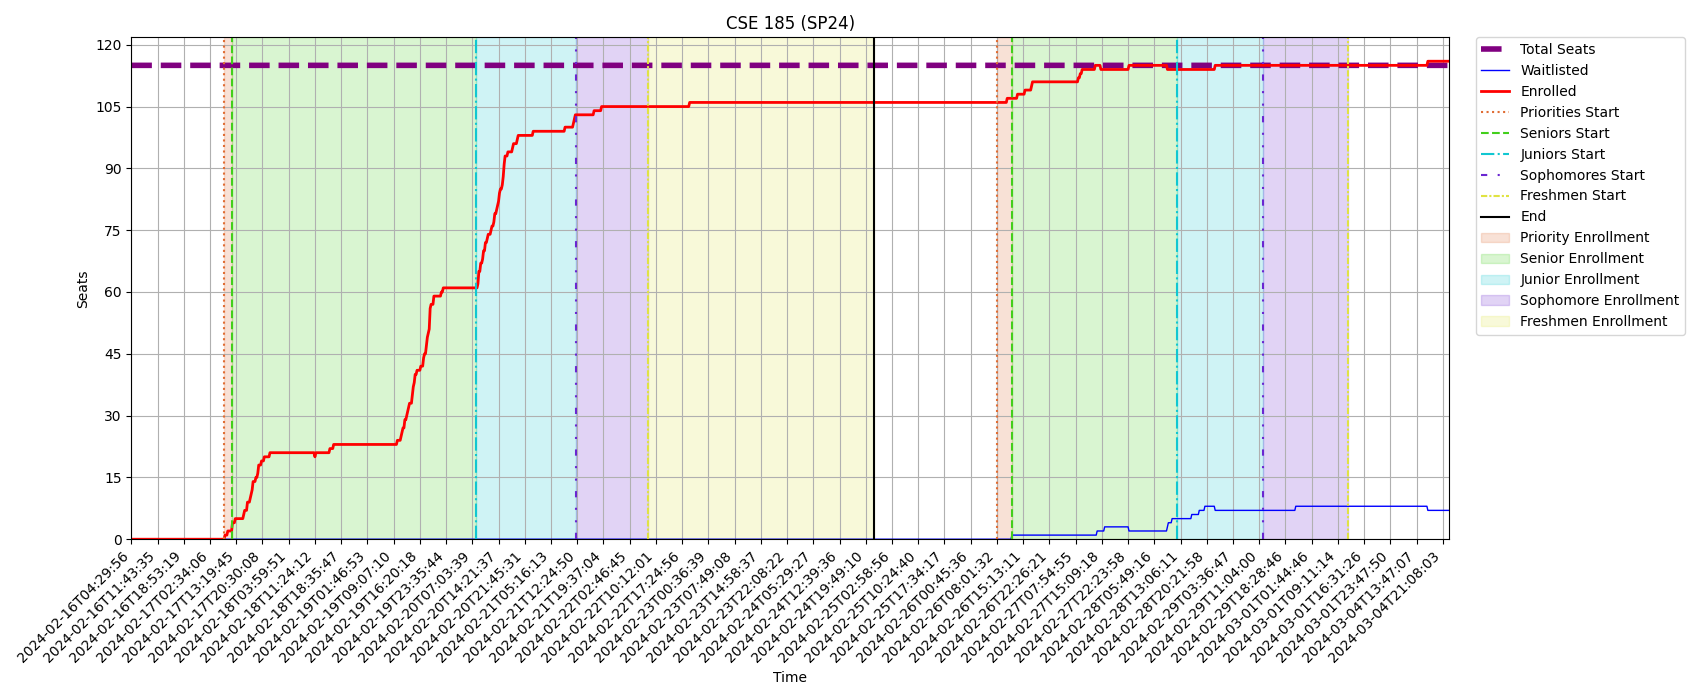 CSE 185 (SP24)
Seats
120
105
90
75
60
45
30
15
0
2024-02-16T04:29:56
2024-02-16T11:43:35
2024-02-16T18:53:19
2024-02-17T02:34:06
2024-02-17T13:19:45
2024-02-17T20:30:08
2024-02-18T03:59:51
2024-02-18T11:24:12
2024-02-18T18:35:47
2024-02-19T01:46:53
2024-02-19T09:07:10
2024-02-19T16:20:18
2024-02-19T23:35:44
2024-02-20T07:03:39
2024-02-20T14:21:37
2024-02-20T21:45:31
2024-02-21T05:16:13
2024-02-21T12:24:50
2024-02-21T19:37:04
2024-02-22T02:46:45
2024-02-22T10:12:01
2024-02-22T17:24:56
2024-02-23T00:36:39
2024-02-23T07:49:08
2024-02-23T14:58:37
2024-02-23T22:08:22
2024-02-24T05:29:27
2024-02-24T12:39:36
2024-02-24T19:49:10
2024-02-25T02:58:56
2024-02-25T10:24:40
2024-02-25T17:34:17
2024-02-26T00:45:36
2024-02-26T08:01:32
2024-02-26T15:13:11
2024-02-26T22:26:21
2024-02-27T07:54:55
2024-02-27T15:09:18
2024-02-27T22:23:58
2024-02-28T05:49:16
2024-02-28T13:06:11
2024-02-28T20:21:58
2024-02-29T03:36:47
2024-02-29T11:04:00
2024-02-29T18:28:46
2024-03-01T01:44:46
2024-03-01T09:11:14
2024-03-01T16:31:26
2024-03-01T23:47:50
2024-03-04T13:47:07
2024-03-04T21:08:03
Time
Total Seats
Waitlisted
Enrolled
Priorities Start
Seniors Start
Juniors Start
Sophomores Start
Freshmen Start
End
Priority Enrollment
Senior Enrollment
Junior Enrollment
Sophomore Enrollment
Freshmen Enrollment